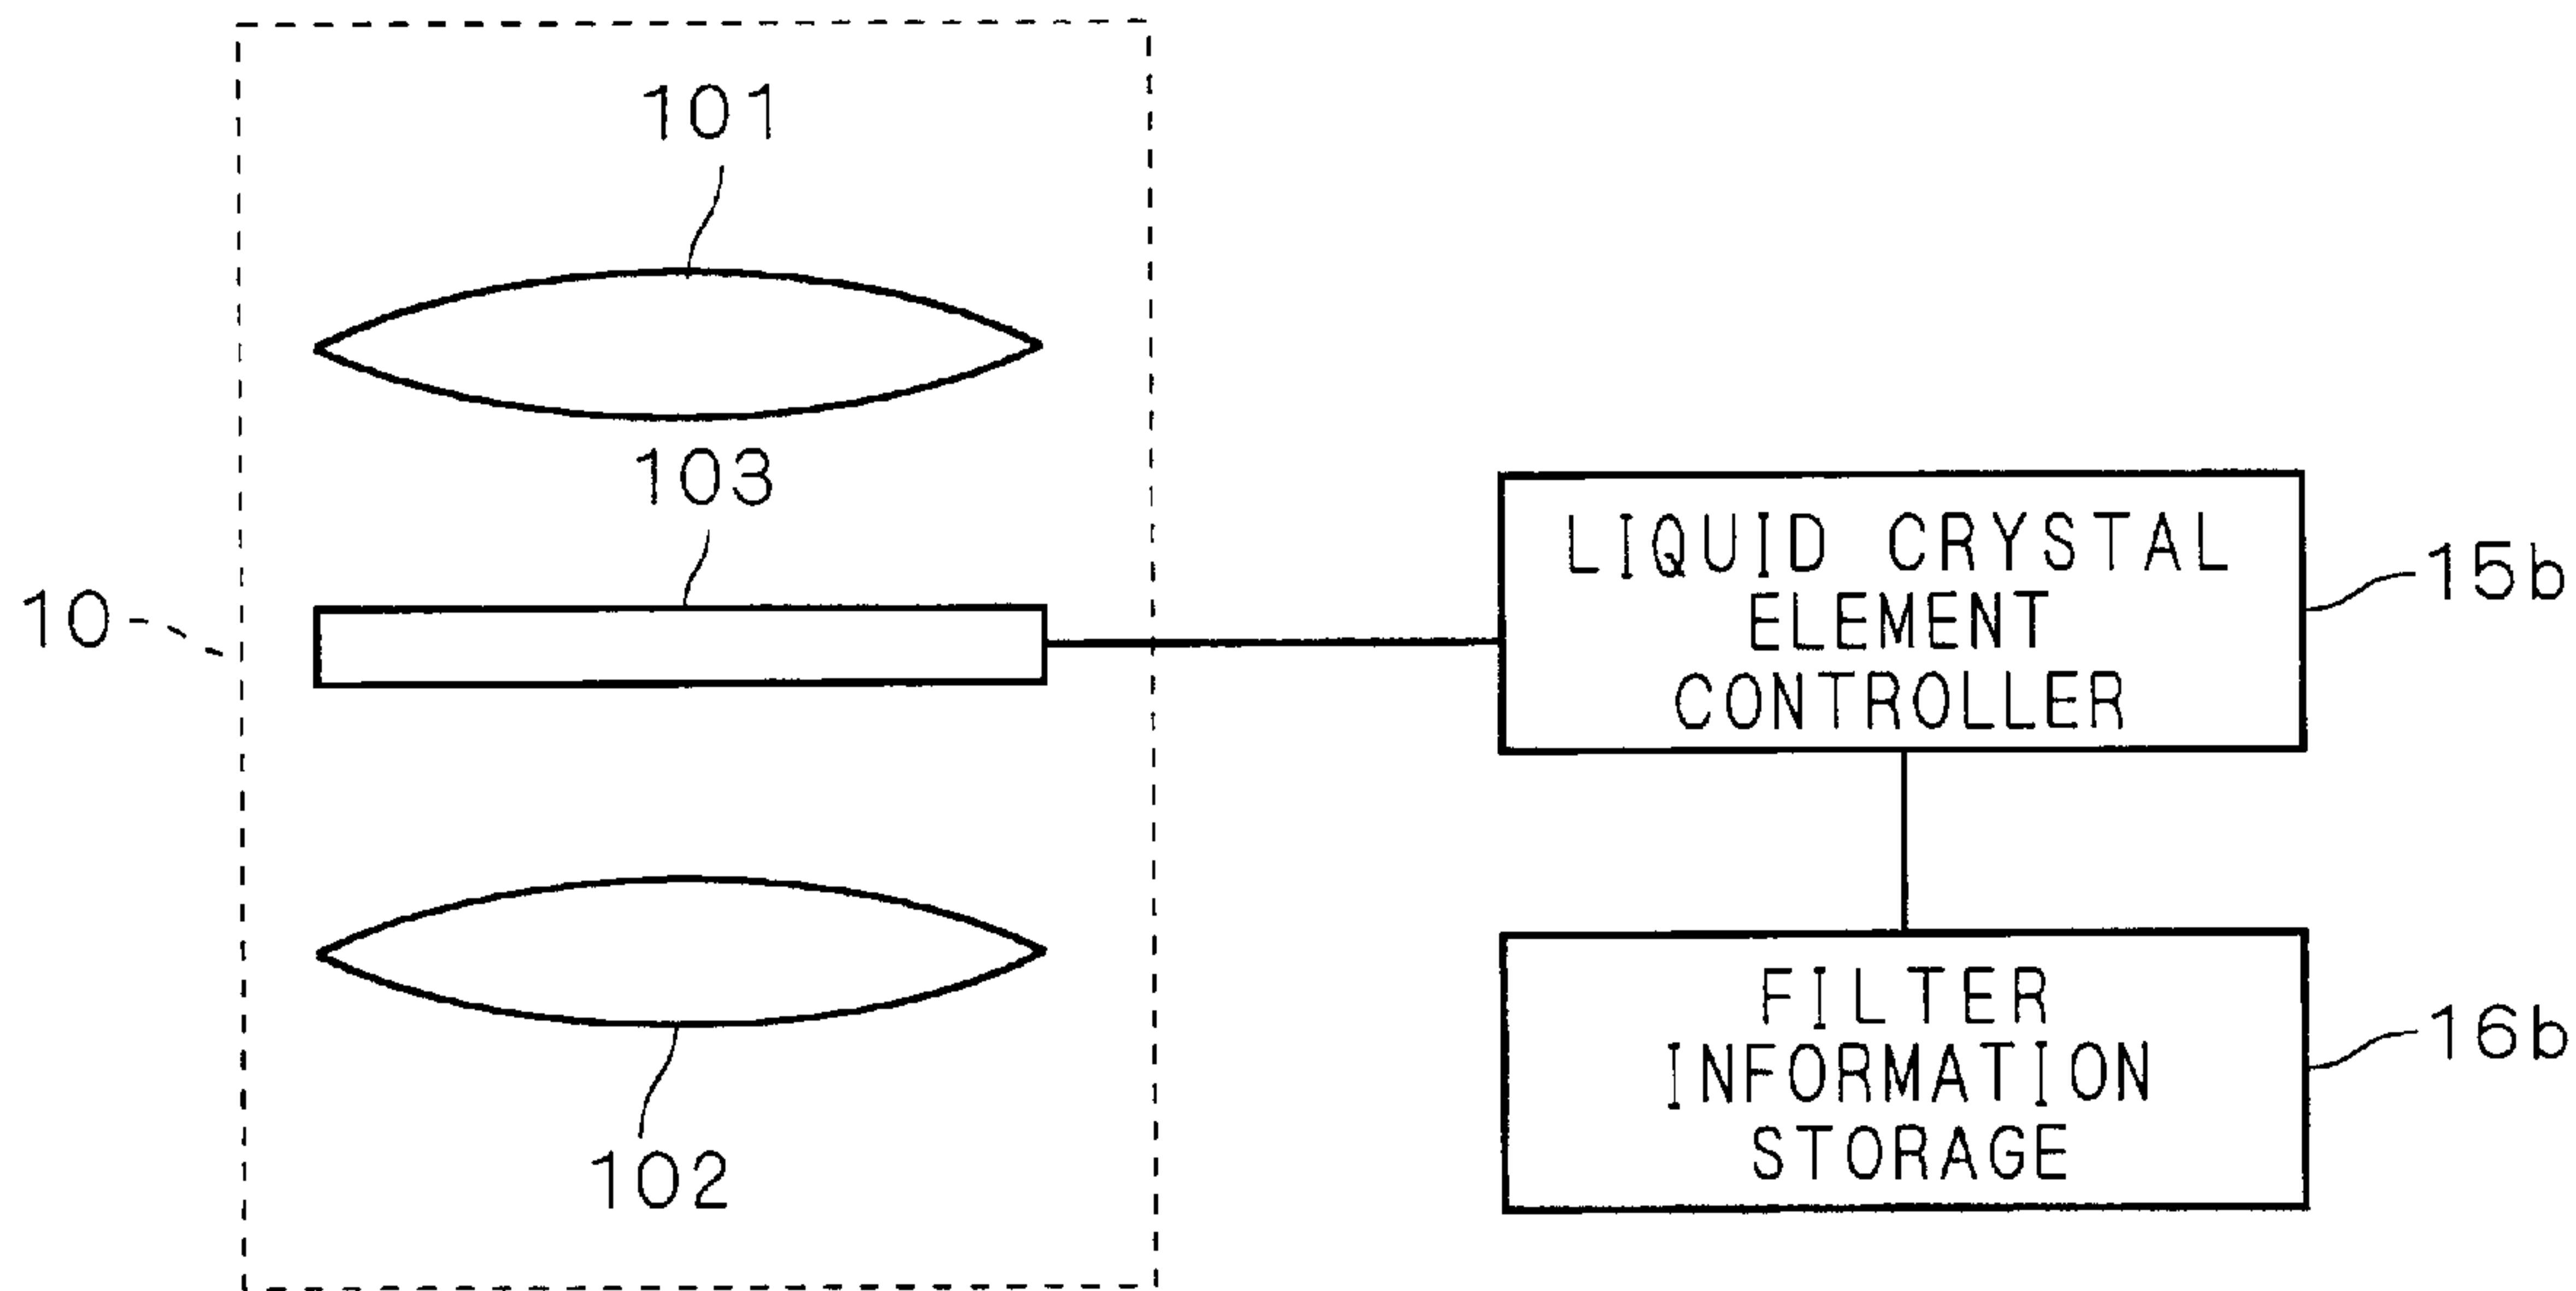 101
103
10
LIQUID CRYSTAL
ELEMENT
CONTROLLER
15b
FILTER
INFORMATION
STORAGE
16b
102